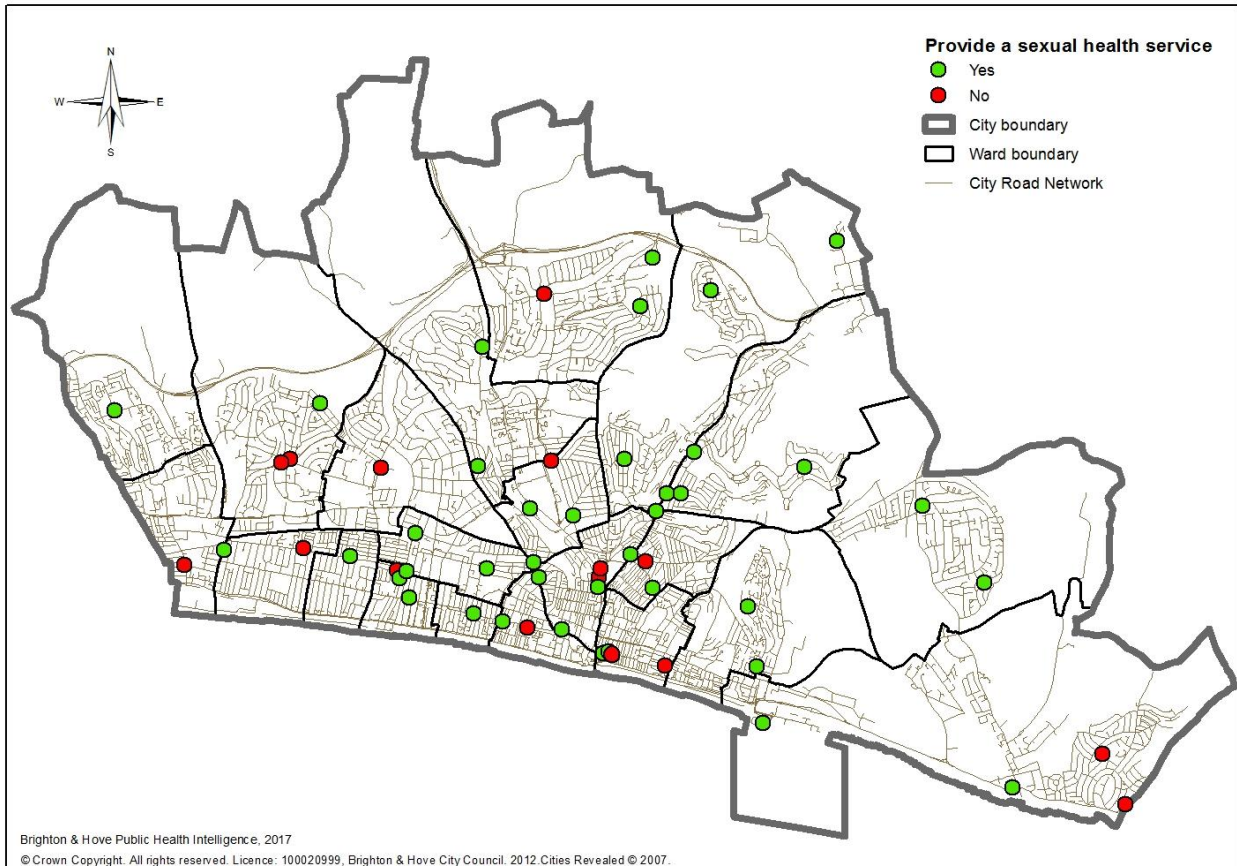 N
W
E
S
Provide a sexual health service
Yes
No
City boundary
Ward boundary
City Road Network
Brighton & Hove Public Health Intelligence, 2017
© Crown Copyright. All rights reserved. Licence: 100020999, Brighton & Hove City Council. 2012.Cities Revealed © 2007.